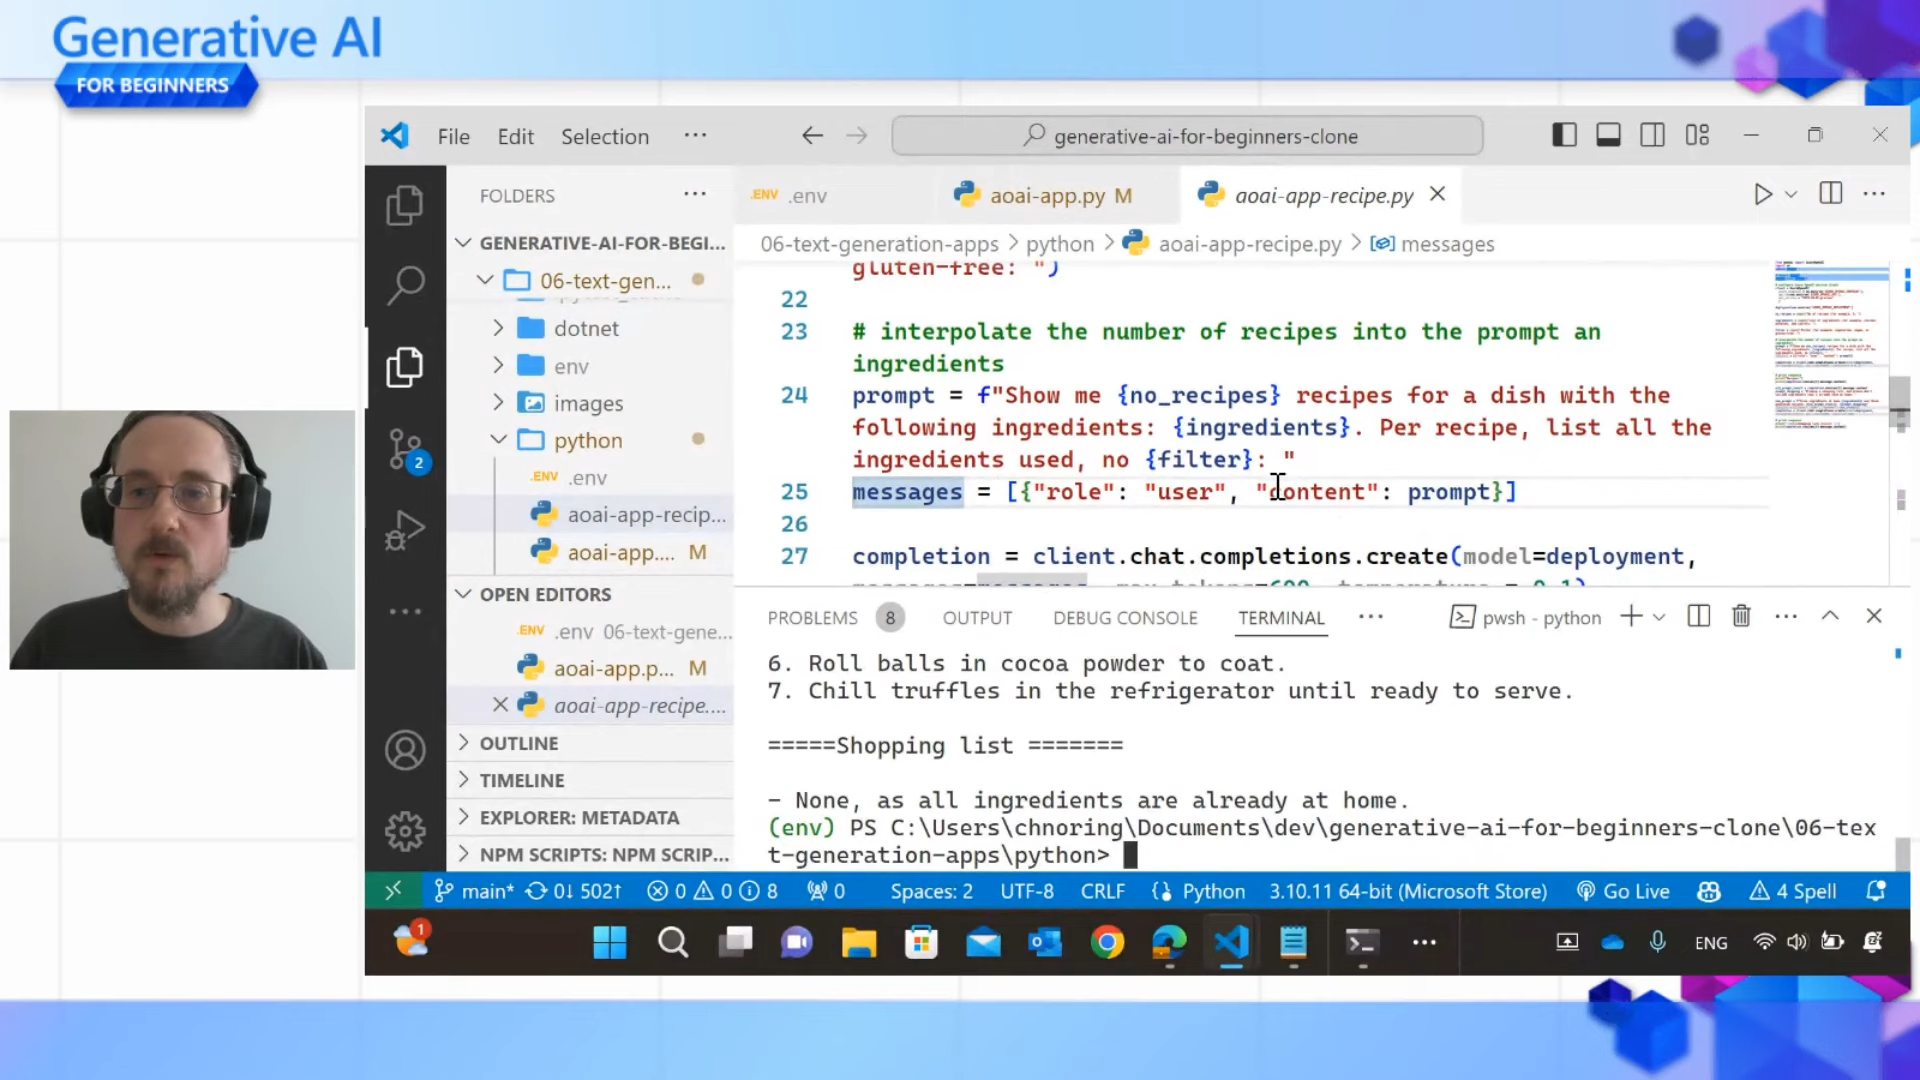 Generative AI
FOR BEGINNERS
File Edit Selection ··· generative-ai-for-beginners-clone
FOLDERS ···
.ENV .env aoai-app.py M aoai-app-recipe.py
GENERATIVE-AI-FOR-BEGI...
06-text-generation-apps > python > aoai-app-recipe.py > messages
06-text-gen...
dotnet
env
images
python
.ENV .env
aoai-app-recip...
aoai-app.... M
OPEN EDITORS
.ENV .env 06-text-gene...
aoai-app.p... M
aoai-app-recipe....
OUTLINE
TIMELINE
EXPLORER: METADATA
NPM SCRIPTS: NPM SCRIP...
2
gluten-free: ")
22
23 # interpolate the number of recipes into the prompt an
ingredients
24 prompt = f"Show me {no_recipes} recipes for a dish with the
following ingredients: {ingredients}. Per recipe, list all the
ingredients used, no {filter}: "
25 messages = [{"role": "user", "content": prompt}]
26
27 completion = client.chat.completions.create(model=deployment,
PROBLEMS 8 OUTPUT DEBUG CONSOLE TERMINAL ··· pwsh - python
6. Roll balls in cocoa powder to coat.
7. Chill truffles in the refrigerator until ready to serve.
=====Shopping list =======
- None, as all ingredients are already at home.
(env) PS C:\Users\chnoring\Documents\dev\generative-ai-for-beginners-clone\06-tex
t-generation-apps\python>
main* 0↓ 502↑ 0 0 8 0 Spaces: 2 UTF-8 CRLF Python 3.10.11 64-bit (Microsoft Store) Go Live 4 Spell
1 ENG